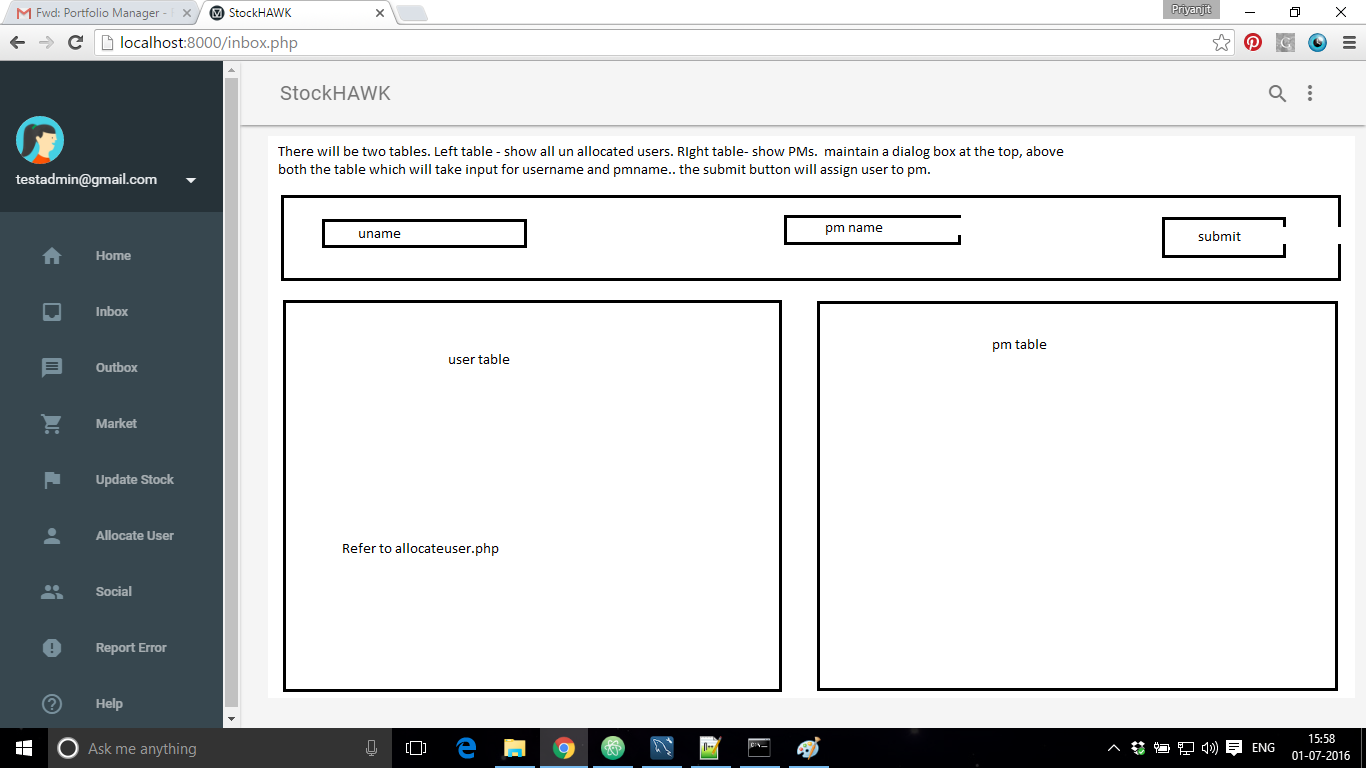 Fwd: Portfolio Manager -
StockHAWK
Priyanjit
localhost:8000/inbox.php
StockHAWK
testadmin@gmail.com
Home
Inbox
Outbox
Market
Update Stock
Allocate User
Social
Report Error
Help
There will be two tables. Left table - show all un allocated users. RIght table- show PMs.  maintain a dialog box at the top, above
both the table which will take input for username and pmname.. the submit button will assign user to pm.
uname
pm name
submit
user table
pm table
Refer to allocateuser.php
Ask me anything
ENG
15:58
01-07-2016